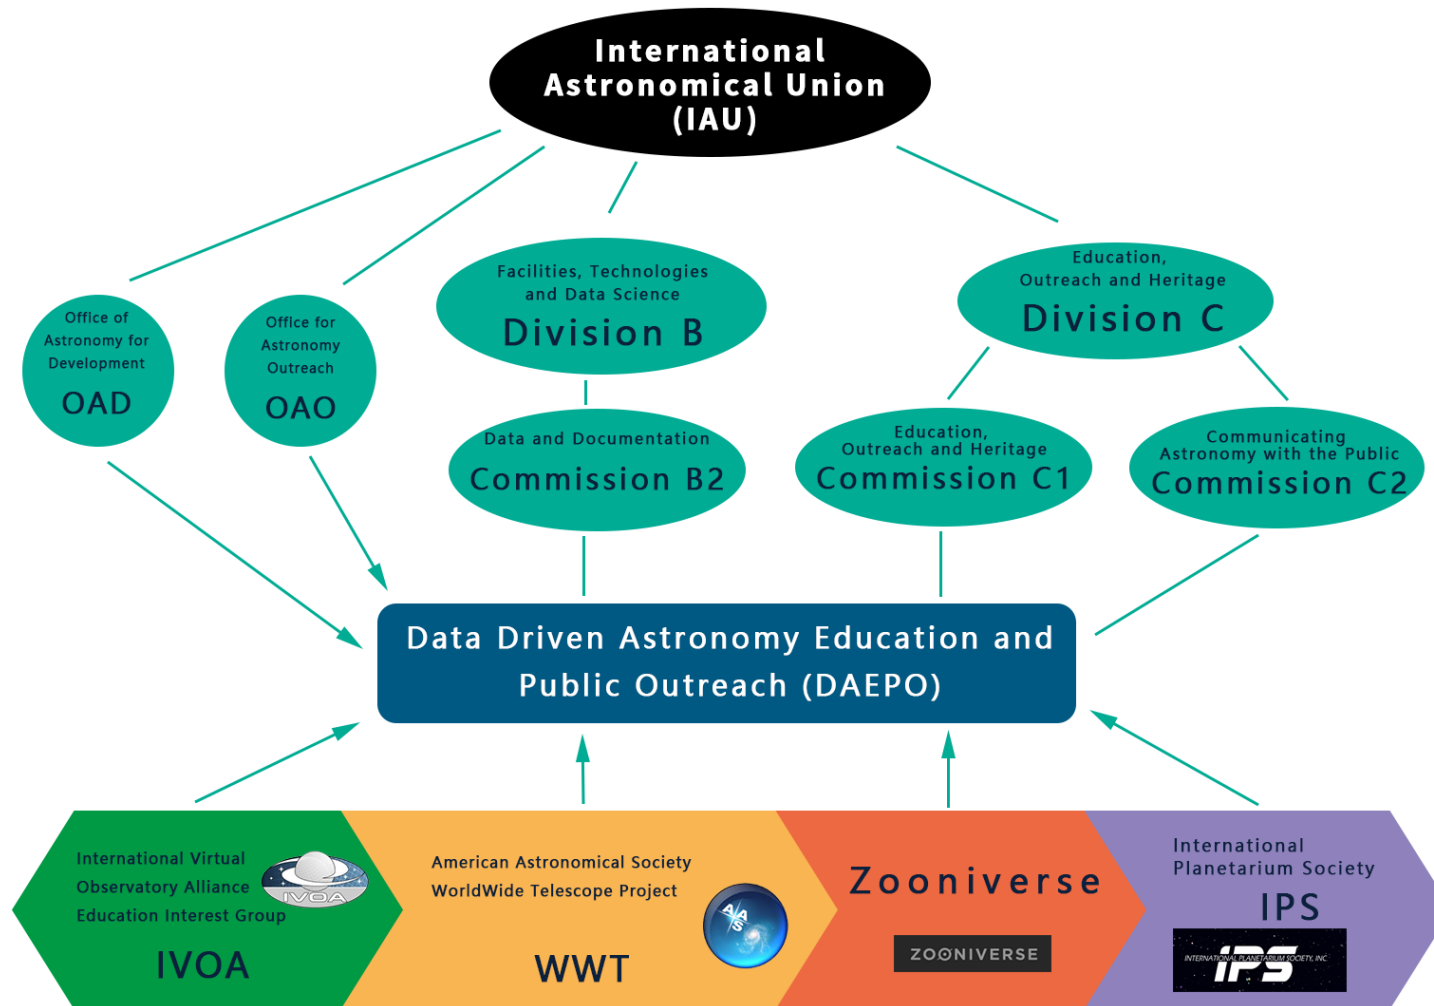 International
Astronomical Union
(IAU)
Office of
Astronomy for
Development
OAD
Office for
Astronomy
Outreach
OAO
Facilities, Technologies
and Data Science
Division B
Education,
Outreach and Heritage
Division C
Data and Documentation
Commission B2
Education,
Outreach and Heritage
Commission C1
Communicating
Astronomy with the Public
Commission C2
Data Driven Astronomy Education and
Public Outreach (DAEPO)
International Virtual
Observatory Alliance
Education Interest Group
IVOA
IVOA
American Astronomical Society
WorldWide Telescope Project
WWT
AAS
Zooniverse
ZOONIVERSE
International
Planetarium Society
IPS
INTERNATIONAL PLANETARIUM SOCIETY, INC
IPS